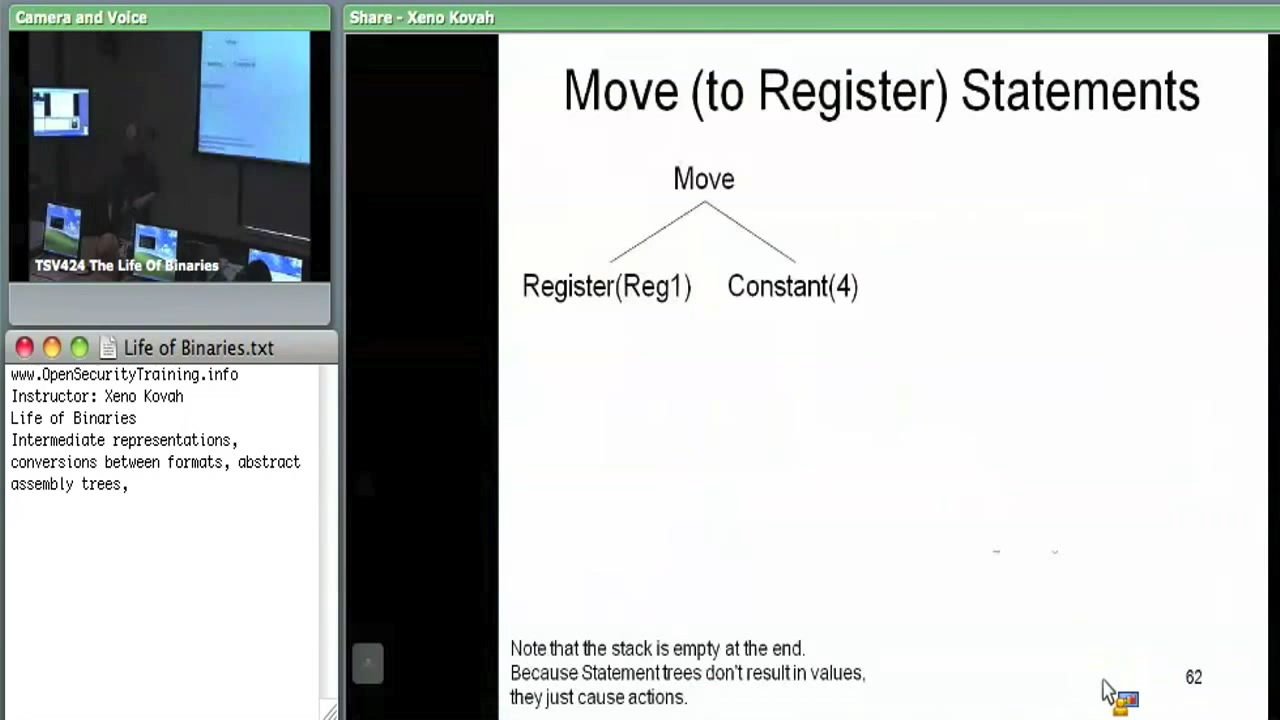 Camera and Voice
TSV424 The Life Of Binaries
Life of Binaries.txt
www.OpenSecurityTraining.info
Instructor: Xeno Kovah
Life of Binaries
Intermediate representations,
conversions between formats, abstract
assembly trees,
Share - Xeno Kovah
Move (to Register) Statements
Move
Register(Reg1) Constant(4)
Note that the stack is empty at the end.
Because Statement trees don't result in values,
they just cause actions.
62